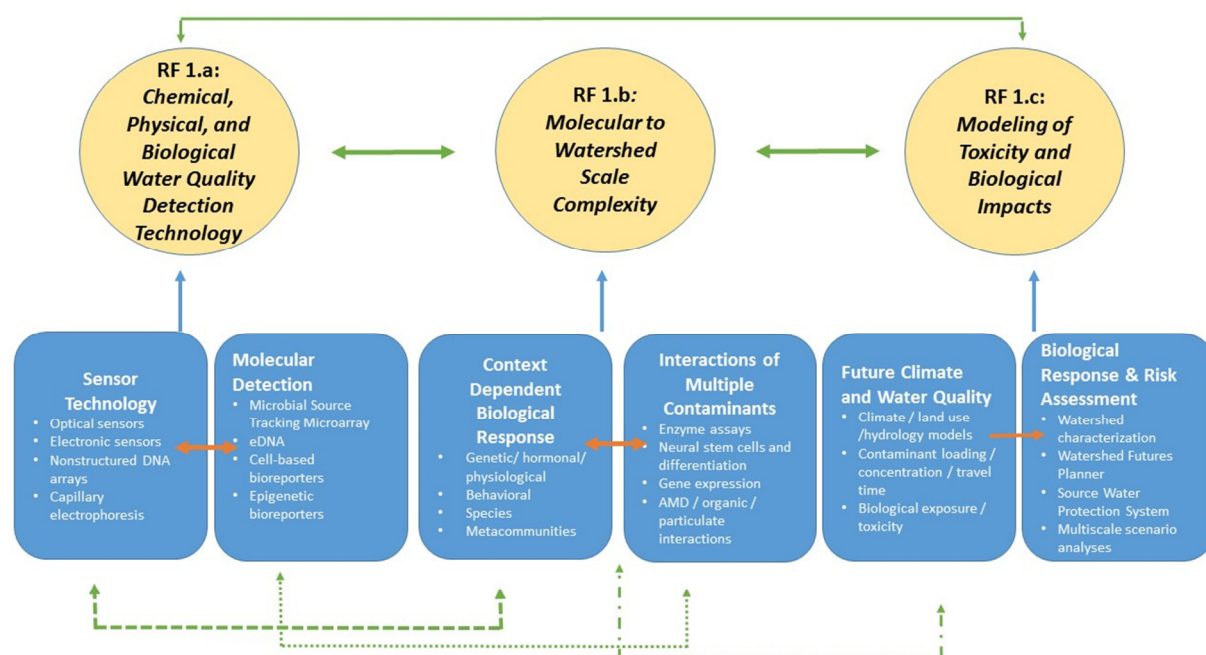 RF 1.a:
Chemical,
Physical, and
Biological
Water Quality
Detection
Technology
RF 1.b:
Molecular to
Watershed
Scale
Complexity
RF 1.c:
Modeling of
Toxicity and
Biological
Impacts
Sensor
Technology
• Optical sensors
• Electronic sensors
• Nonstructured DNA
arrays
• Capillary
electrophoresis
Molecular
Detection
• Microbial Source
Tracking Microarray
• eDNA
• Cell-based
bioreporters
• Epigenetic
bioreporters
Context
Dependent
Biological
Response
• Genetic/ hormonal/
physiological
• Behavioral
• Species
• Metacommunities
Interactions of
Multiple
Contaminants
• Enzyme assays
• Neural stem cells and
differentiation
• Gene expression
• AMD / organic /
particulate
interactions
Future Climate
and Water Quality
• Climate / land use
/hydrology models
• Contaminant loading /
concentration / travel
time
• Biological exposure /
toxicity
Biological
Response & Risk
Assessment
• Watershed
characterization
• Watershed Futures
Planner
• Source Water
Protection System
• Multiscale scenario
analyses